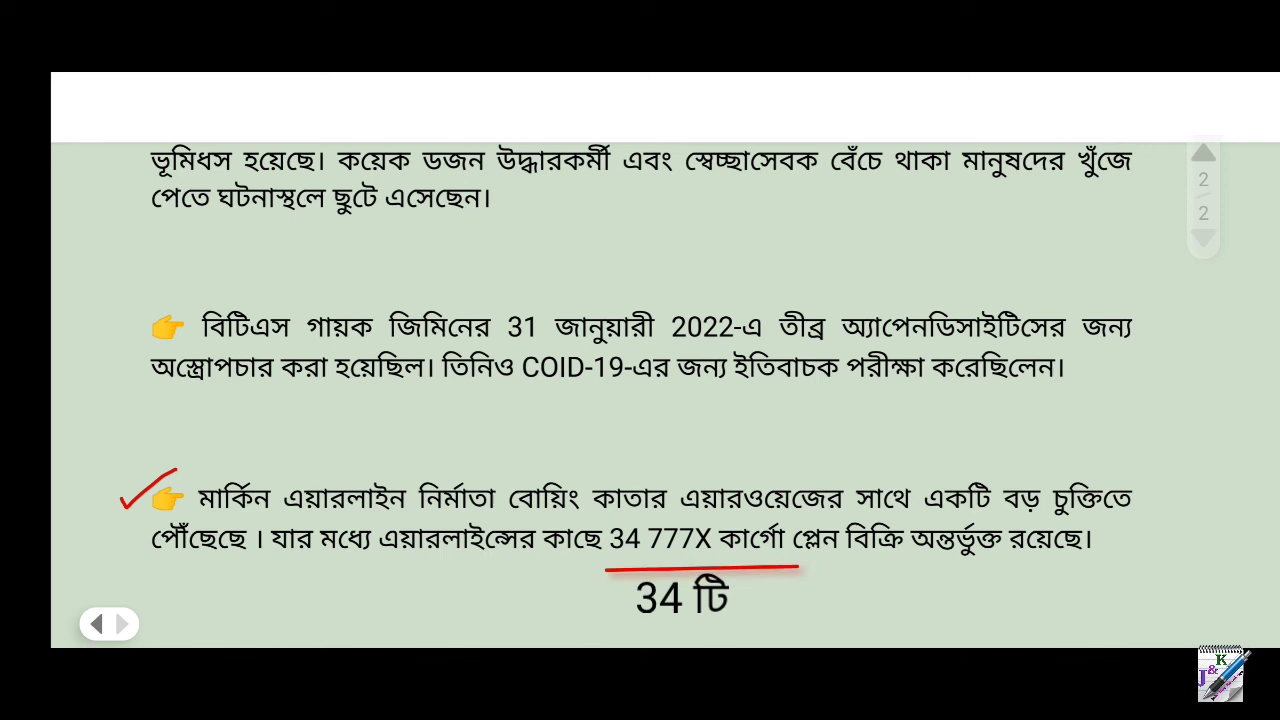 ভূমিধস হয়েছে। কয়েক ডজন উদ্ধারকর্মী এবং স্বেচ্ছাসেবক বেঁচে থাকা মানুষদের খুঁজে
পেতে ঘটনাস্থলে ছুটে এসেছেন।
2
2
👉 বিটিএস গায়ক জিমিনের 31 জানুয়ারী 2022-এ তীব্র অ্যাপেনডিসাইটিসের জন্য
অস্ত্রোপচার করা হয়েছিল। তিনিও COID-19-এর জন্য ইতিবাচক পরীক্ষা করেছিলেন।
👉 মার্কিন এয়ারলাইন নির্মাতা বোয়িং কাতার এয়ারওয়েজের সাথে একটি বড় চুক্তিতে
পৌঁছেছে । যার মধ্যে এয়ারলাইন্সের কাছে 34 777X কার্গো প্লেন বিক্রি অন্তর্ভুক্ত রয়েছে।
34 টি
J&K